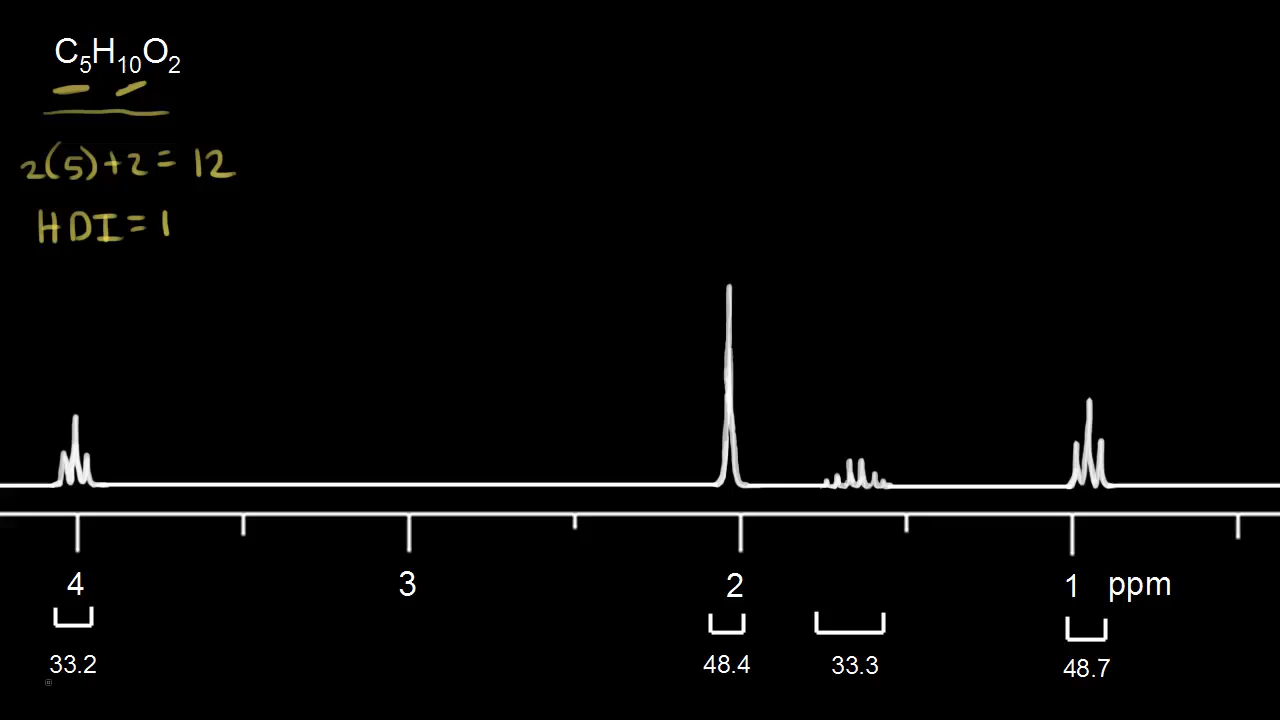 C₅H₁₀O₂
2(5)+2=12
HDI=1
4 3 2 1 ppm
33.2 48.4 33.3 48.7